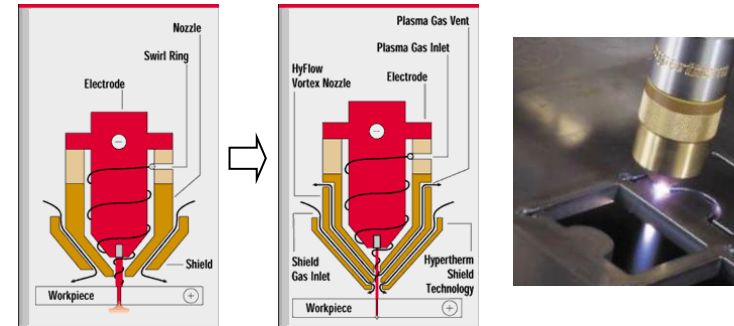 Nozzle
Swirl Ring
Electrode
Shield
Workpiece
Plasma Gas Vent
Plasma Gas Inlet
HyFlow
Vortex Nozzle
Electrode
Shield
Gas Inlet
Hypertherm
Shield
Technology
Workpiece
Hypertherm